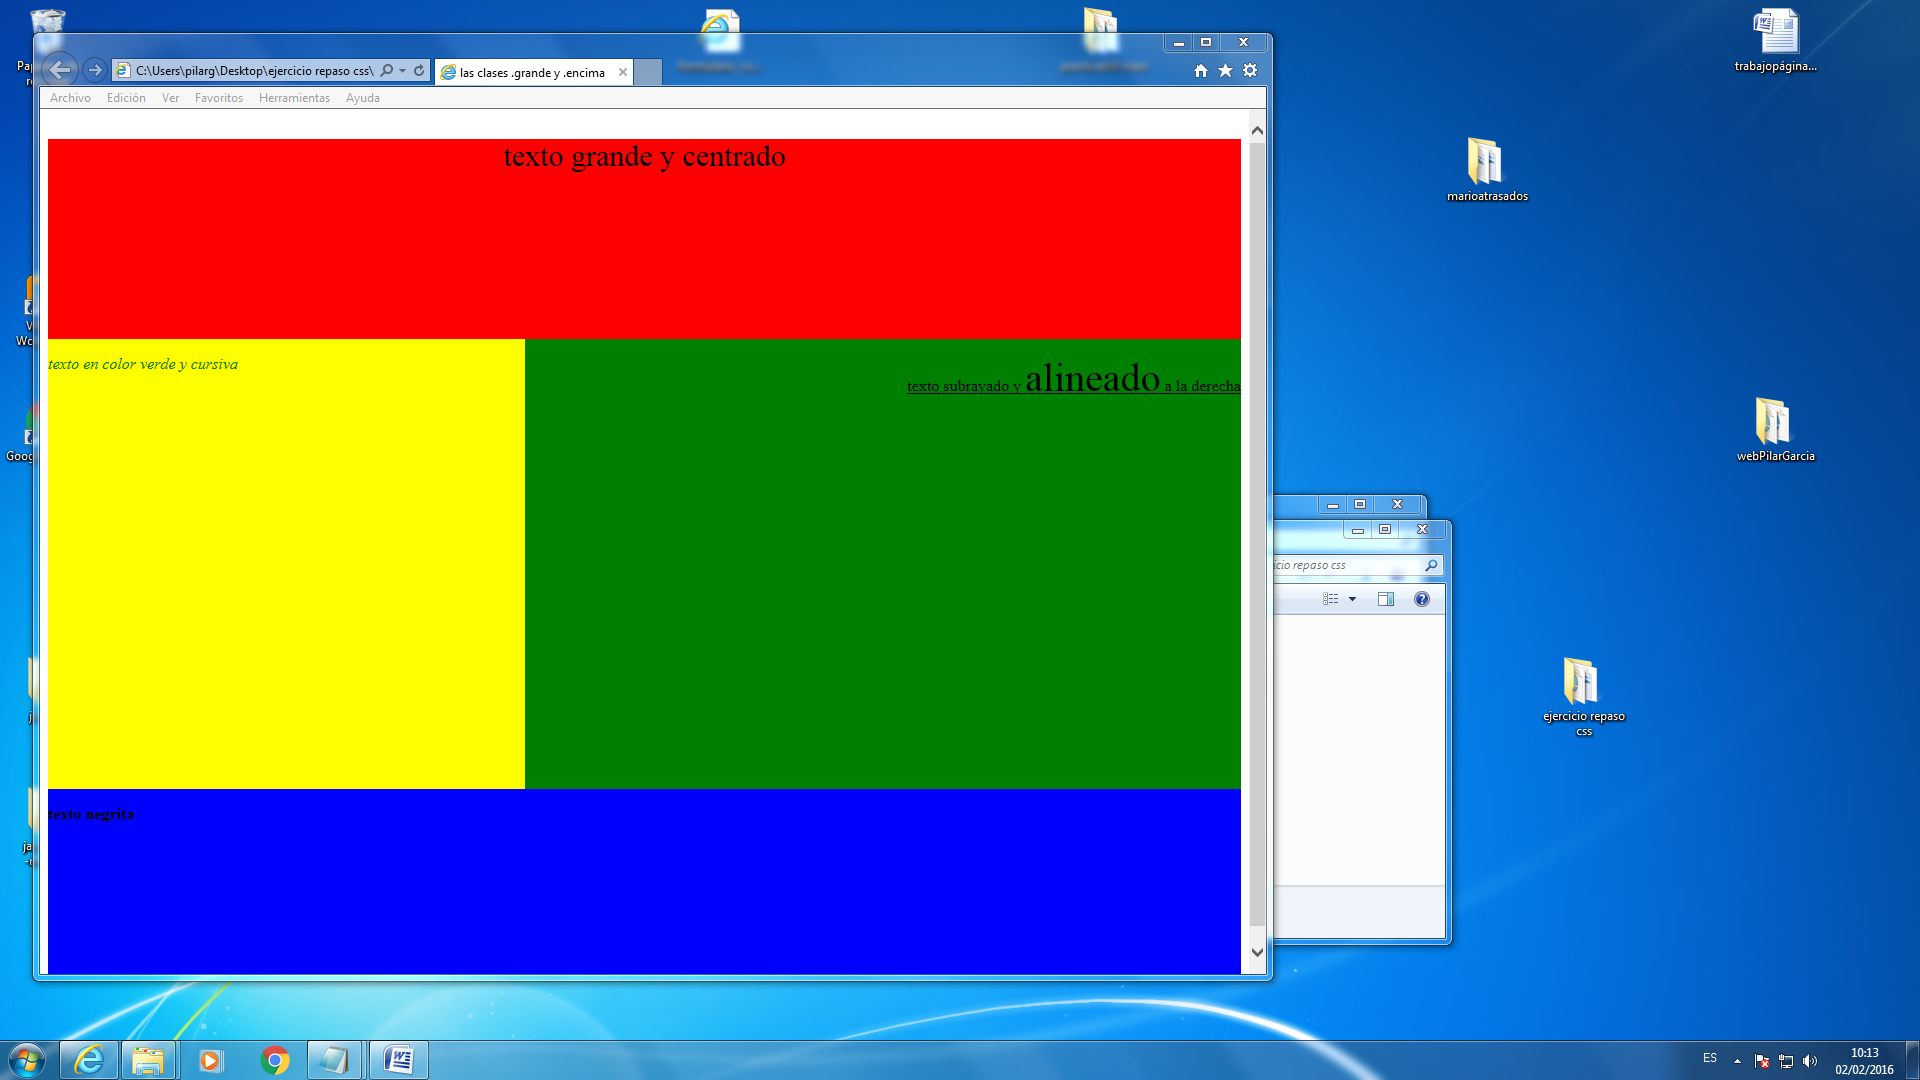 C:\Users\pilarg\Desktop\ejercicio repaso css\
las clases .grande y .encima
Archivo Edición Ver Favoritos Herramientas Ayuda
texto grande y centrado
texto en color verde y cursiva
texto subrayado y alineado a la derecha
texto negrita
trabajopágina...
marioatrasados
webPilarGarcia
repaso css
ejercicio repaso
css
ES
10:13
02/02/2016